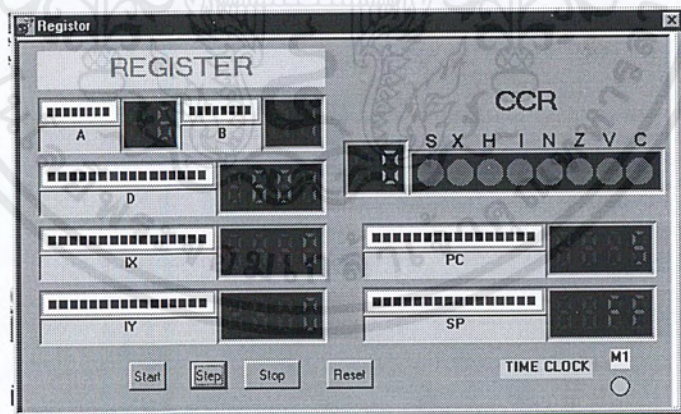 Registor
REGISTER
A
B
D
IX
IY
CCR
S X H I N Z V C
PC
SP
Start
Step
Stop
Reset
TIME CLOCK
M1